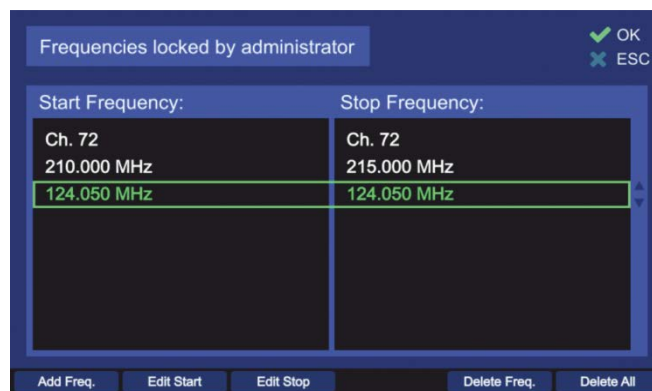 Frequencies locked by administrator
OK
ESC
Start Frequency: Stop Frequency:
Ch. 72 Ch. 72
210.000 MHz 215.000 MHz
124.050 MHz 124.050 MHz
Add Freq. Edit Start Edit Stop Delete Freq. Delete All